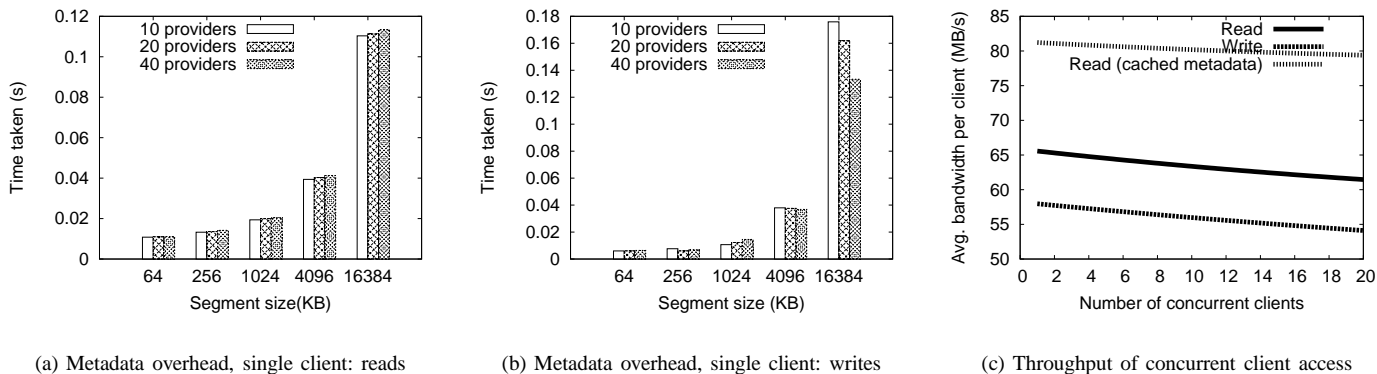 0.12
0.1
0.08
0.06
0.04
0.02
0
Time taken (s)
10 providers
20 providers
40 providers
64 256 1024 4096 16384
Segment size(KB)
(a) Metadata overhead, single client: reads
0.18
0.16
0.14
0.12
0.1
0.08
0.06
0.04
0.02
0
Time taken (s)
10 providers
20 providers
40 providers
64 256 1024 4096 16384
Segment size (KB)
(b) Metadata overhead, single client: writes
85
80
75
70
65
60
55
50
Avg. bandwidth per client (MB/s)
Read
Write
Read (cached metadata)
0 2 4 6 8 10 12 14 16 18 20
Number of concurrent clients
(c) Throughput of concurrent client access